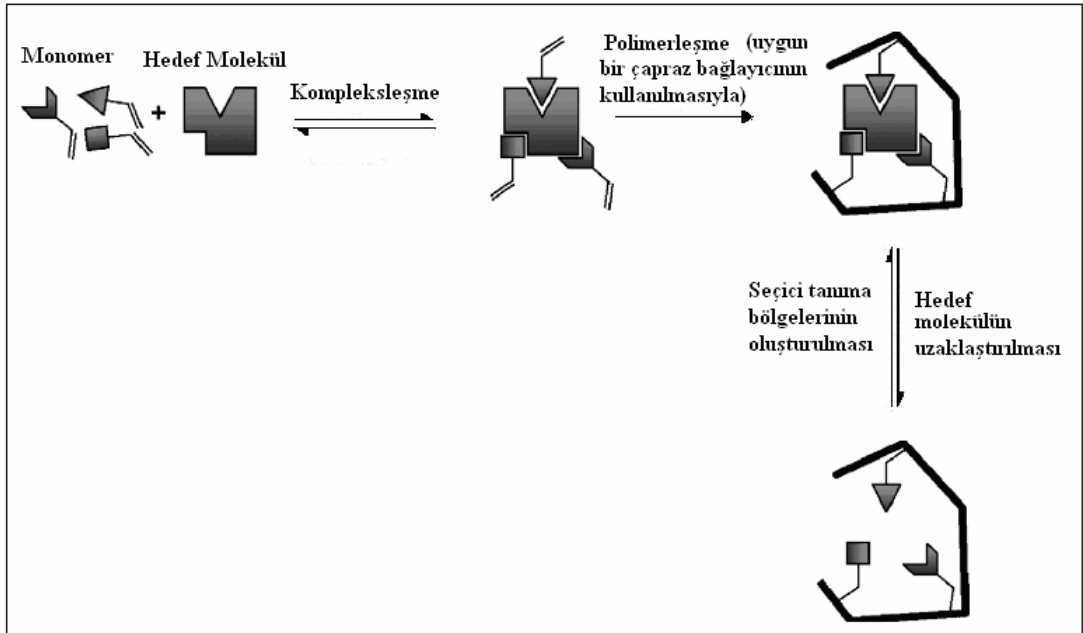 Monomer
Hedef Molekül
+
Kompleksleşme
Polimerleşme (uygun
bir çapraz bağlayıcının
kullanılmasıyla)
Seçici tanıma
bölgelerinin
oluşturulması
Hedef
molekülün
uzaklaştırılması